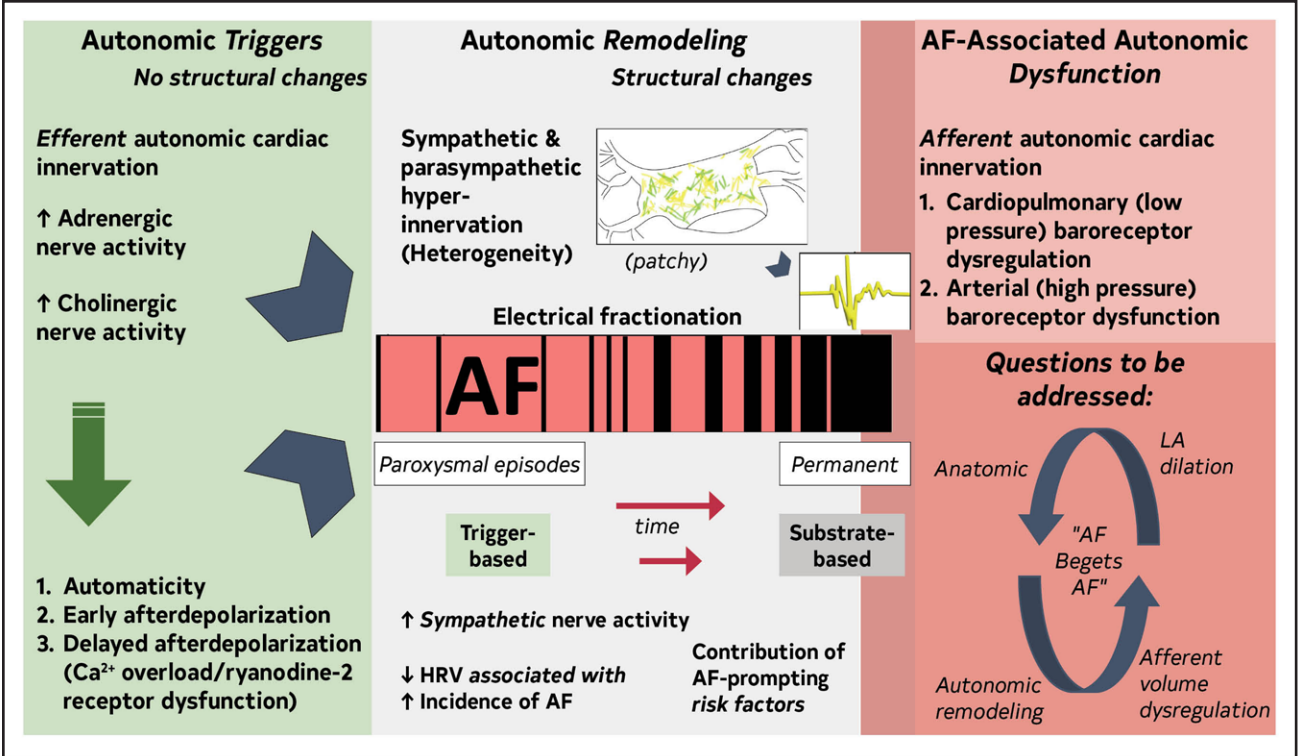 Autonomic Triggers
No structural changes
Efferent autonomic cardiac
innervation
↑ Adrenergic
nerve activity
↑ Cholinergic
nerve activity
1. Automaticity
2. Early afterdepolarization
3. Delayed afterdepolarization
(Ca²⁺ overload/ryanodine-2
receptor dysfunction)
Autonomic Remodeling
Structural changes
Sympathetic &
parasympathetic
hyper-
innervation
(Heterogeneity)
(patchy)
Electrical fractionation
AF
Paroxysmal episodes
Permanent
time
Trigger-
based
Substrate-
based
↑ Sympathetic nerve activity
↓ HRV associated with
↑ Incidence of AF
Contribution of
AF-prompting
risk factors
AF-Associated Autonomic
Dysfunction
Afferent autonomic cardiac
innervation
1. Cardiopulmonary (low
pressure) baroreceptor
dysregulation
2. Arterial (high pressure)
baroreceptor dysfunction
Questions to be
addressed:
Anatomic
LA
dilation
"AF
Begets
AF"
Autonomic
remodeling
Afferent
volume
dysregulation